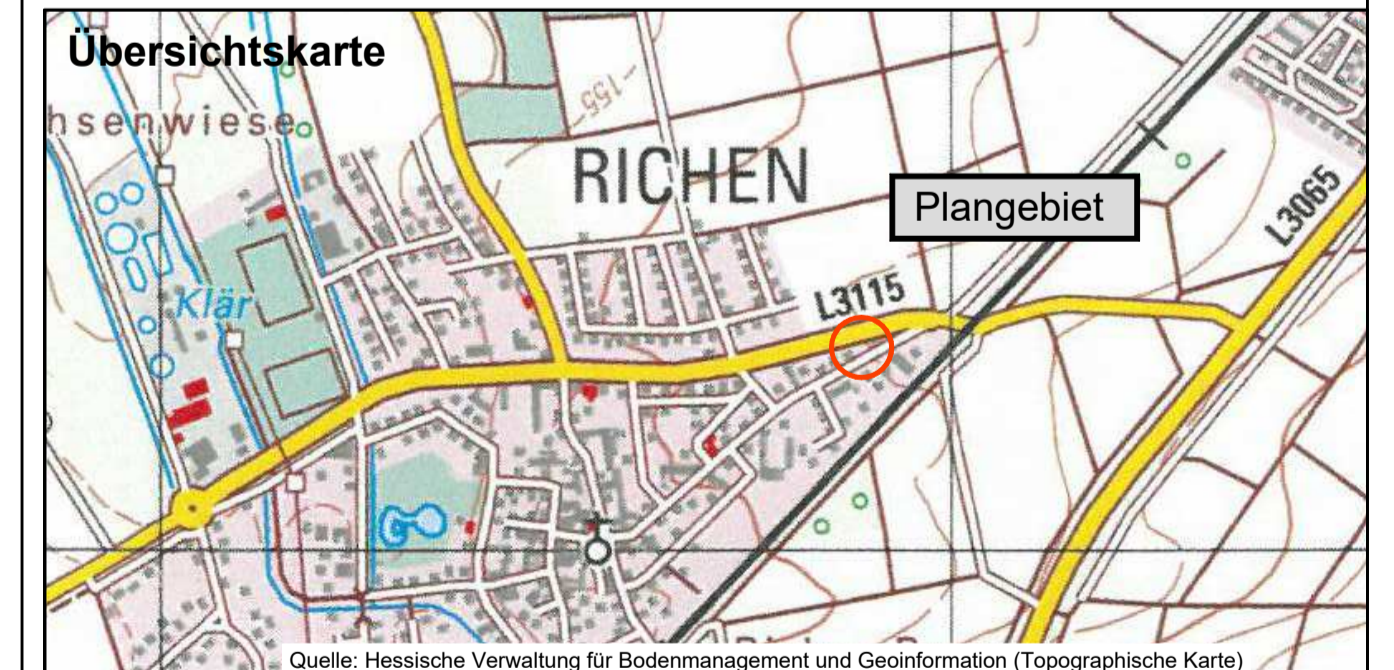 Übersichtskarte
hsenwiese
155
RICHEN
Plangebiet
L3065
L3115
Klär
Quelle: Hessische Verwaltung für Bodenmanagement und Geoinformation (Topographische Karte)